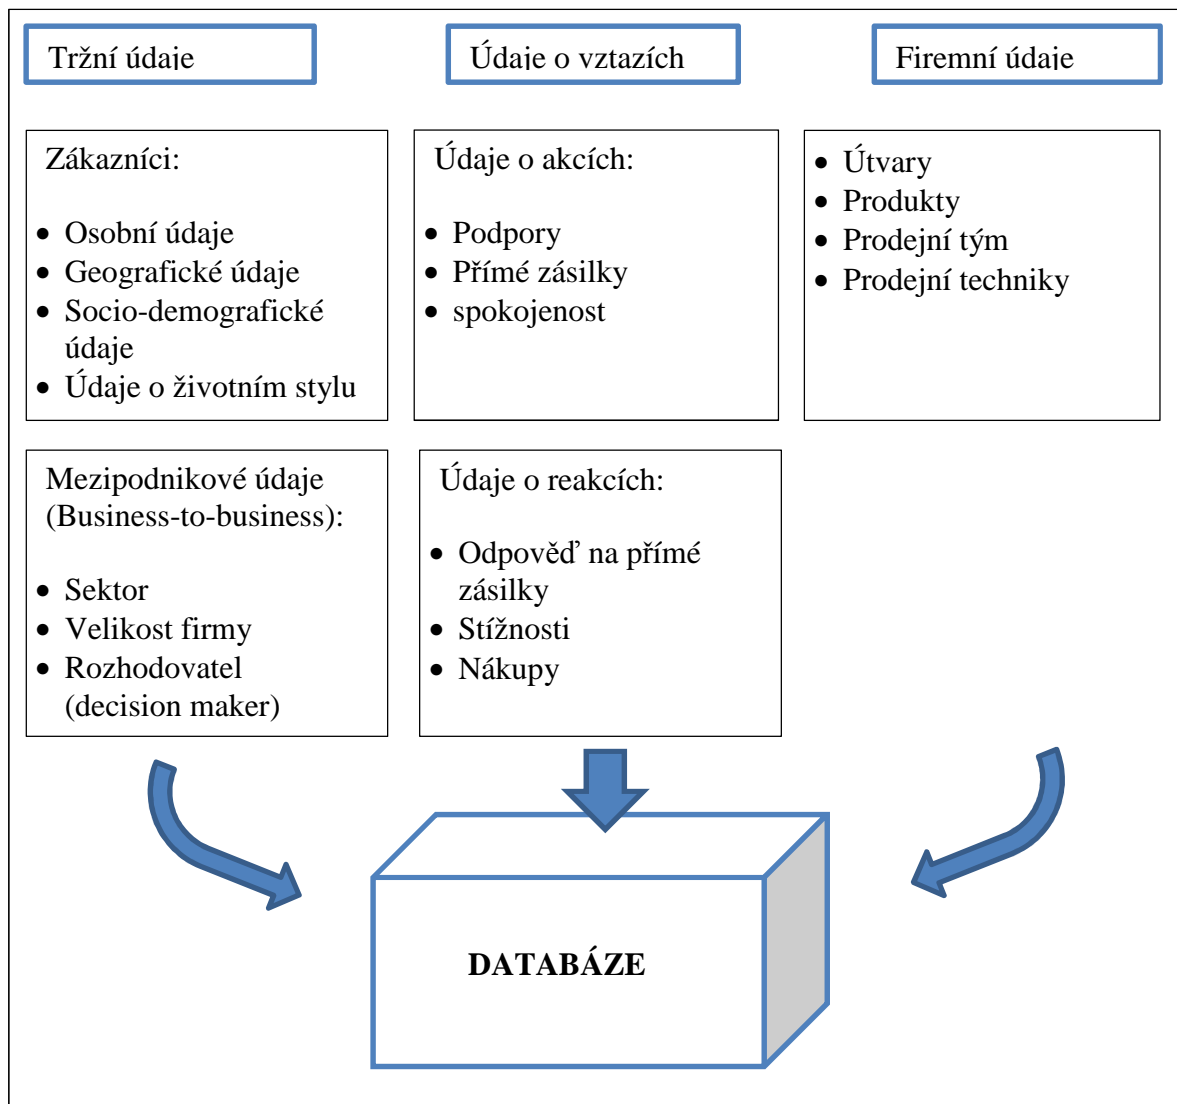 Tržní údaje
Údaje o vztazích
Firemní údaje
Zákazníci:
• Osobní údaje
• Geografické údaje
• Socio-demografické
údaje
• Údaje o životním stylu
Údaje o akcích:
• Podpory
• Přímé zásilky
• spokojenost
• Útvary
• Produkty
• Prodejní tým
• Prodejní techniky
Mezipodnikové údaje
(Business-to-business):
• Sektor
• Velikost firmy
• Rozhodovatel
(decision maker)
Údaje o reakcích:
• Odpověď na přímé
zásilky
• Stížnosti
• Nákupy
DATABÁZE